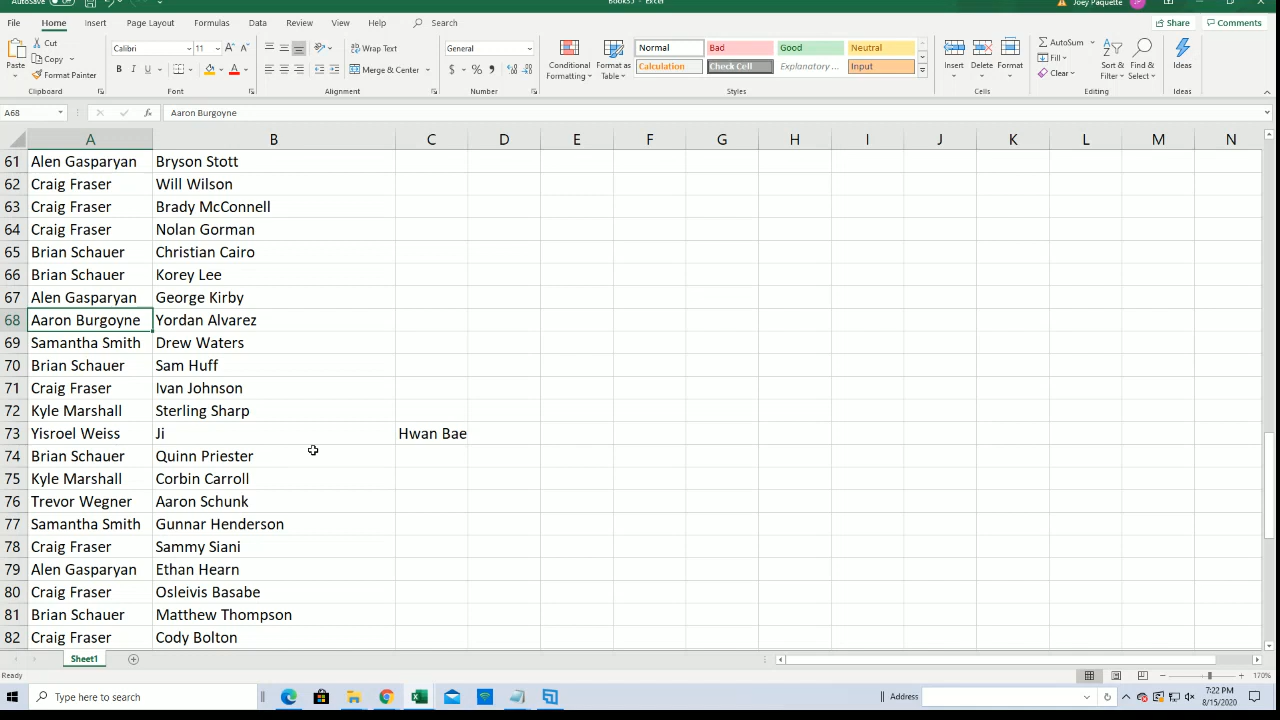 AutoSave Off Book53 - Excel Joey Paquette
File Home Insert Page Layout Formulas Data Review View Help Search Share Comments
Cut Calibri 11 Wrap Text General Normal Bad Good Neutral AutoSum
Copy Fill
Paste Format Painter B I U Merge & Center $ % Conditional Formatting Format as Table Calculation Check Cell Explanatory ... Input Insert Delete Format Clear Sort & Filter Find & Select Ideas
Clipboard Font Alignment Number Styles Cells Editing Ideas
A68 fx Aaron Burgoyne
A B C D E F G H I J K L M N
61 Alen Gasparyan Bryson Stott
62 Craig Fraser Will Wilson
63 Craig Fraser Brady McConnell
64 Craig Fraser Nolan Gorman
65 Brian Schauer Christian Cairo
66 Brian Schauer Korey Lee
67 Alen Gasparyan George Kirby
68 Aaron Burgoyne Yordan Alvarez
69 Samantha Smith Drew Waters
70 Brian Schauer Sam Huff
71 Craig Fraser Ivan Johnson
72 Kyle Marshall Sterling Sharp
73 Yisroel Weiss Ji Hwan Bae
74 Brian Schauer Quinn Priester
75 Kyle Marshall Corbin Carroll
76 Trevor Wegner Aaron Schunk
77 Samantha Smith Gunnar Henderson
78 Craig Fraser Sammy Siani
79 Alen Gasparyan Ethan Hearn
80 Craig Fraser Osleivis Basabe
81 Brian Schauer Matthew Thompson
82 Craig Fraser Cody Bolton
Sheet1
Ready 170%
Type here to search Address 7:22 PM
8/15/2020